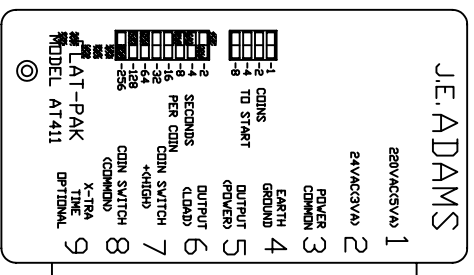 J.E. ADAMS
1
220VAC(5VA)
2
24VAC(3VA)
3
POWER
COMMON
4
EARTH
GROUND
5
OUTPUT
(POWER)
6
OUTPUT
(LOAD)
7
COIN SWITCH
+(HIGH)
8
COIN SWITCH
(COMMON)
9
X-TRA
TIME
OPTIONAL
-1
-2
-4
-8
COINS
TO START
-2
-4
-8
-16
-32
-64
-128
-256
SECONDS
PER COIN
FLAT-PAK
MODEL AT411